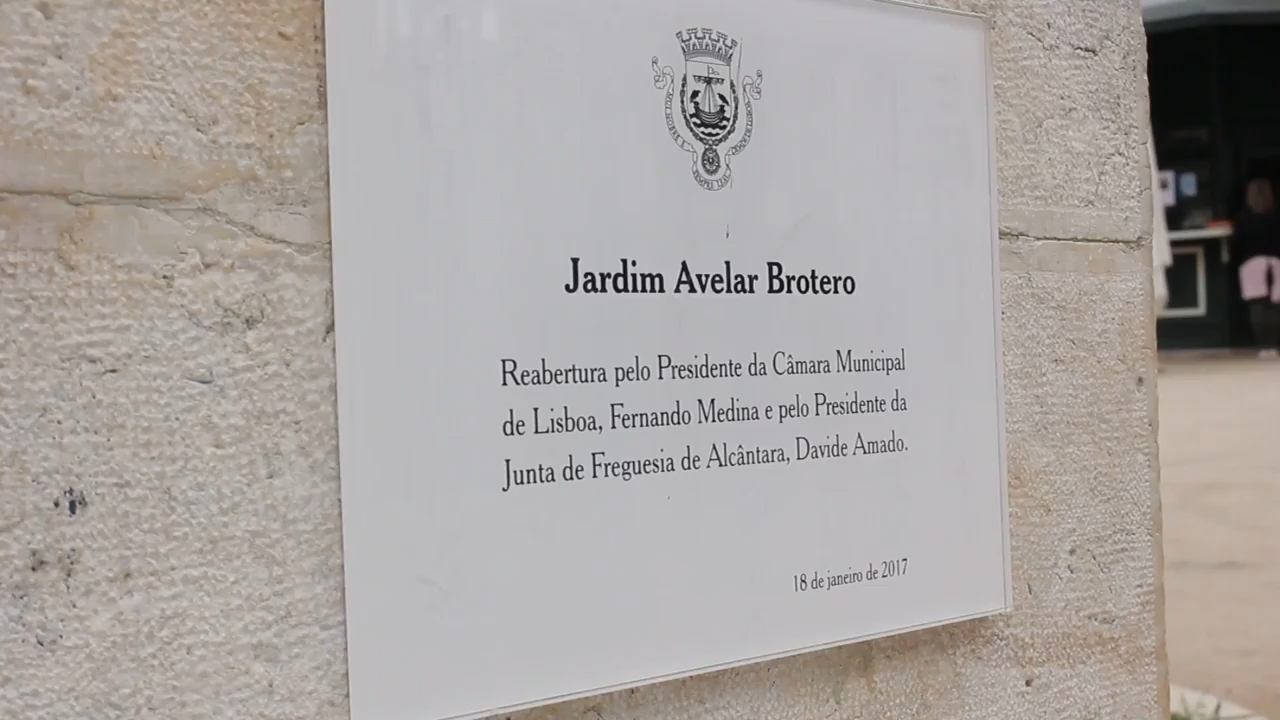 Jardim Avelar Brotero
Reabertura pelo Presidente da Câmara Municipal
de Lisboa, Fernando Medina e pelo Presidente da
Junta de Freguesia de Alcântara, Davide Amado.
18 de janeiro de 2017